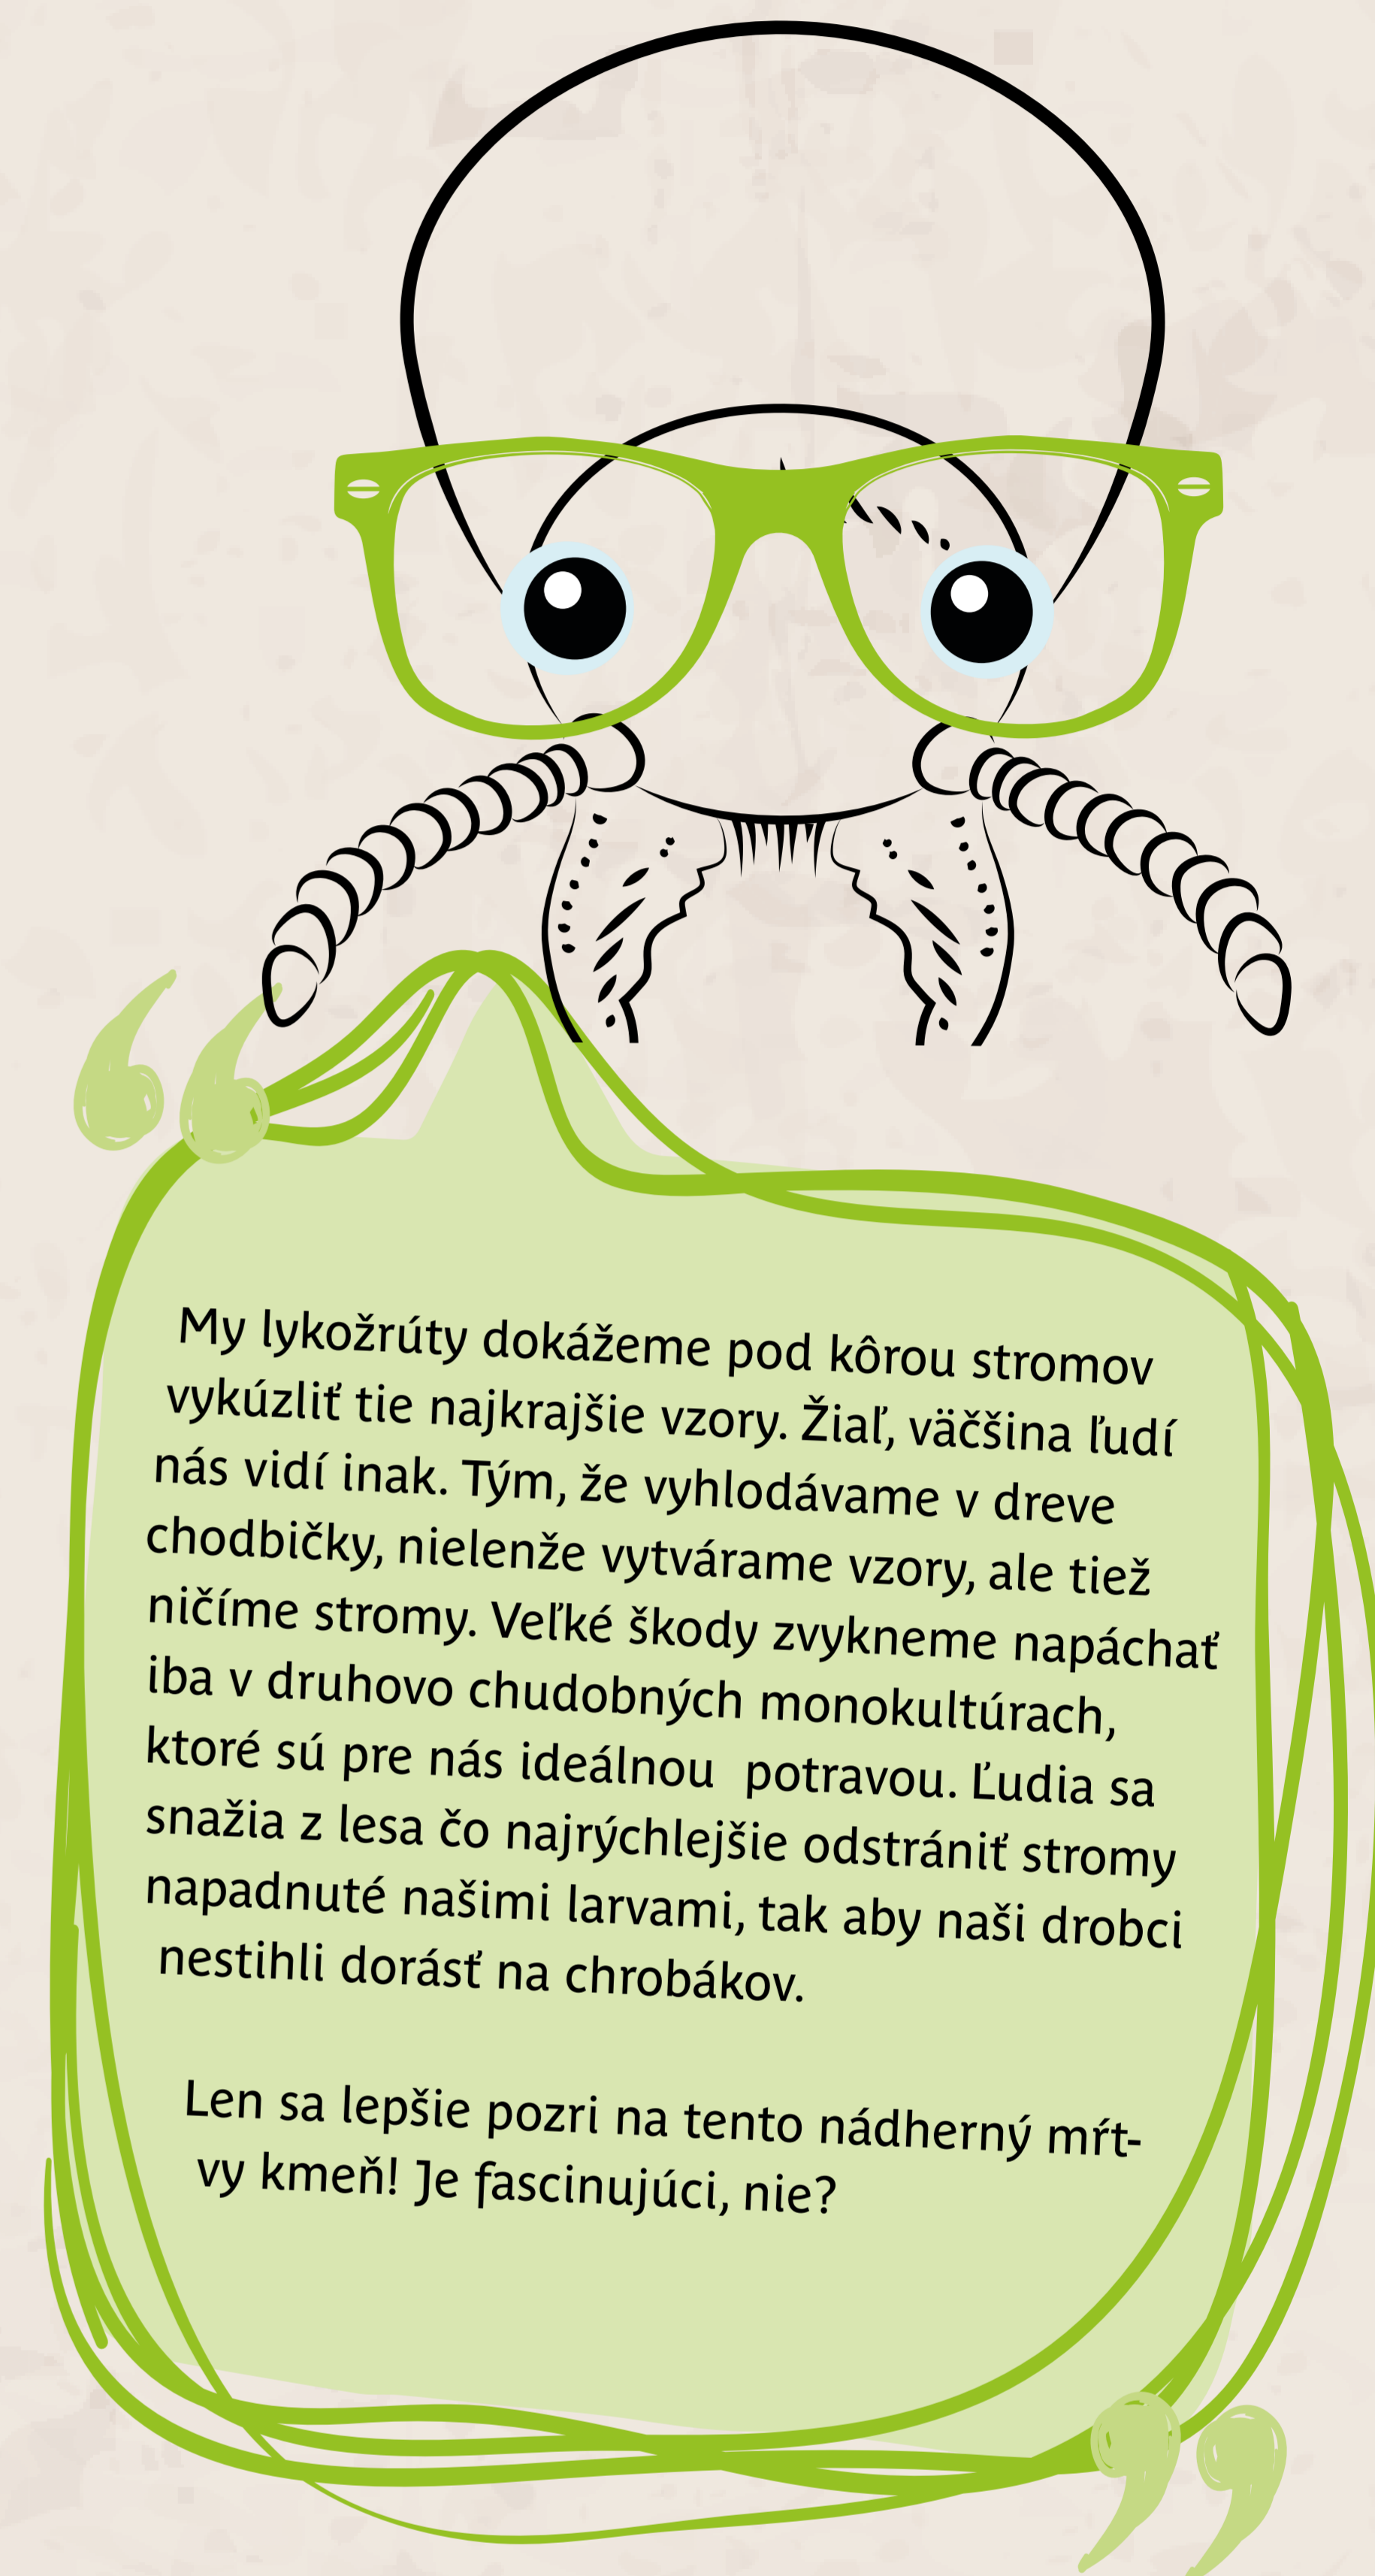 My lykožrúty dokážeme pod kôrou stromov
vykúzliť tie najkrajšie vzory. Žiaľ, väčšina ľudí
nás vidí inak. Tým, že vyhlodávame v dreve
chodbičky, nielenže vytvárame vzory, ale tiež
ničíme stromy. Veľké škody zvykneme napáchať
iba v druhovo chudobných monokultúrach,
ktoré sú pre nás ideálnou  potravou. Ľudia sa
snažia z lesa čo najrýchlejšie odstrániť stromy
napadnuté našimi larvami, tak aby naši drobci
nestihli dorásť na chrobákov.

Len sa lepšie pozri na tento nádherný mŕt-
vy kmeň! Je fascinujúci, nie?